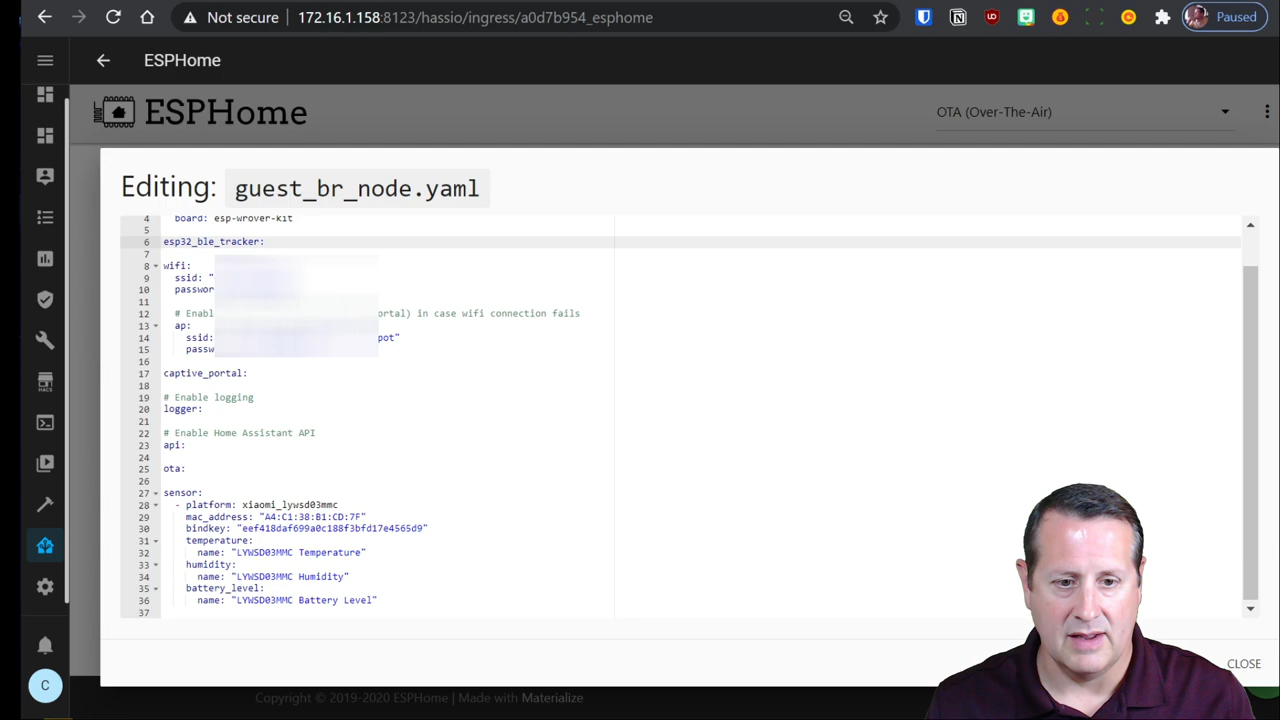 Not secure 172.16.1.158:8123/hassio/ingress/a0d7b954_esphome
Paused
ESPHome
ESPHome
OTA (Over-The-Air)
Editing: guest_br_node.yaml
4 board: esp-wrover-kit
5
6 esp32_ble_tracker:
7
8 wifi:
9 ssid: "
10 passwor
11
12 # Enabl ortal) in case wifi connection fails
13 ap:
14 ssid: pot"
15 passw
16
17 captive_portal:
18
19 # Enable logging
20 logger:
21
22 # Enable Home Assistant API
23 api:
24
25 ota:
26
27 sensor:
28 - platform: xiaomi_lywsd03mmc
29 mac_address: "A4:C1:38:B1:CD:7F"
30 bindkey: "eef418daf699a0c188f3bfd17e4565d9"
31 temperature:
32 name: "LYWSD03MMC Temperature"
33 humidity:
34 name: "LYWSD03MMC Humidity"
35 battery_level:
36 name: "LYWSD03MMC Battery Level"
37
CLOSE
HACS
C
Copyright © 2019-2020 ESPHome | Made with Materialize